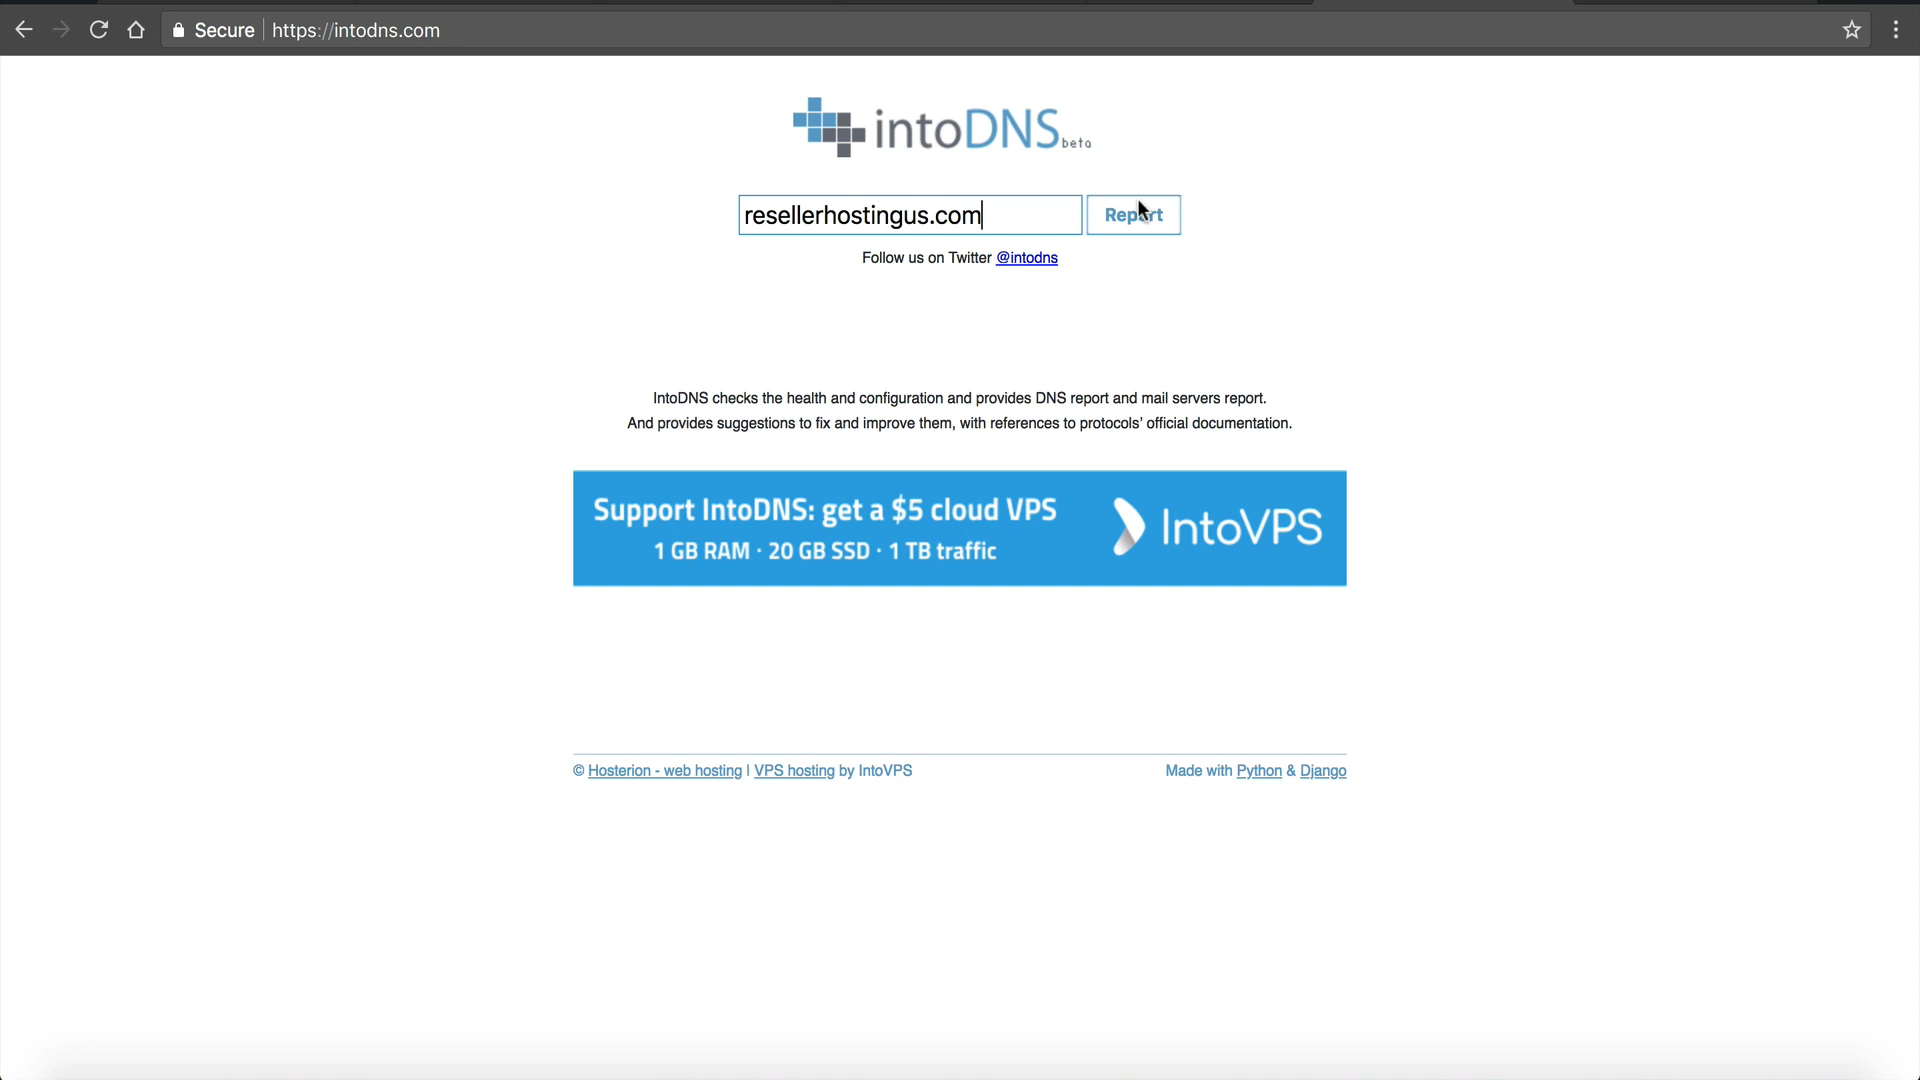 Secure https://intodns.com
intoDNS beta
resellerhostingus.com Report
Follow us on Twitter @intodns
IntoDNS checks the health and configuration and provides DNS report and mail servers report.
And provides suggestions to fix and improve them, with references to protocols' official documentation.
Support IntoDNS: get a $5 cloud VPS
1 GB RAM · 20 GB SSD · 1 TB traffic
IntoVPS
© Hosterion - web hosting | VPS hosting by IntoVPS
Made with Python & Django